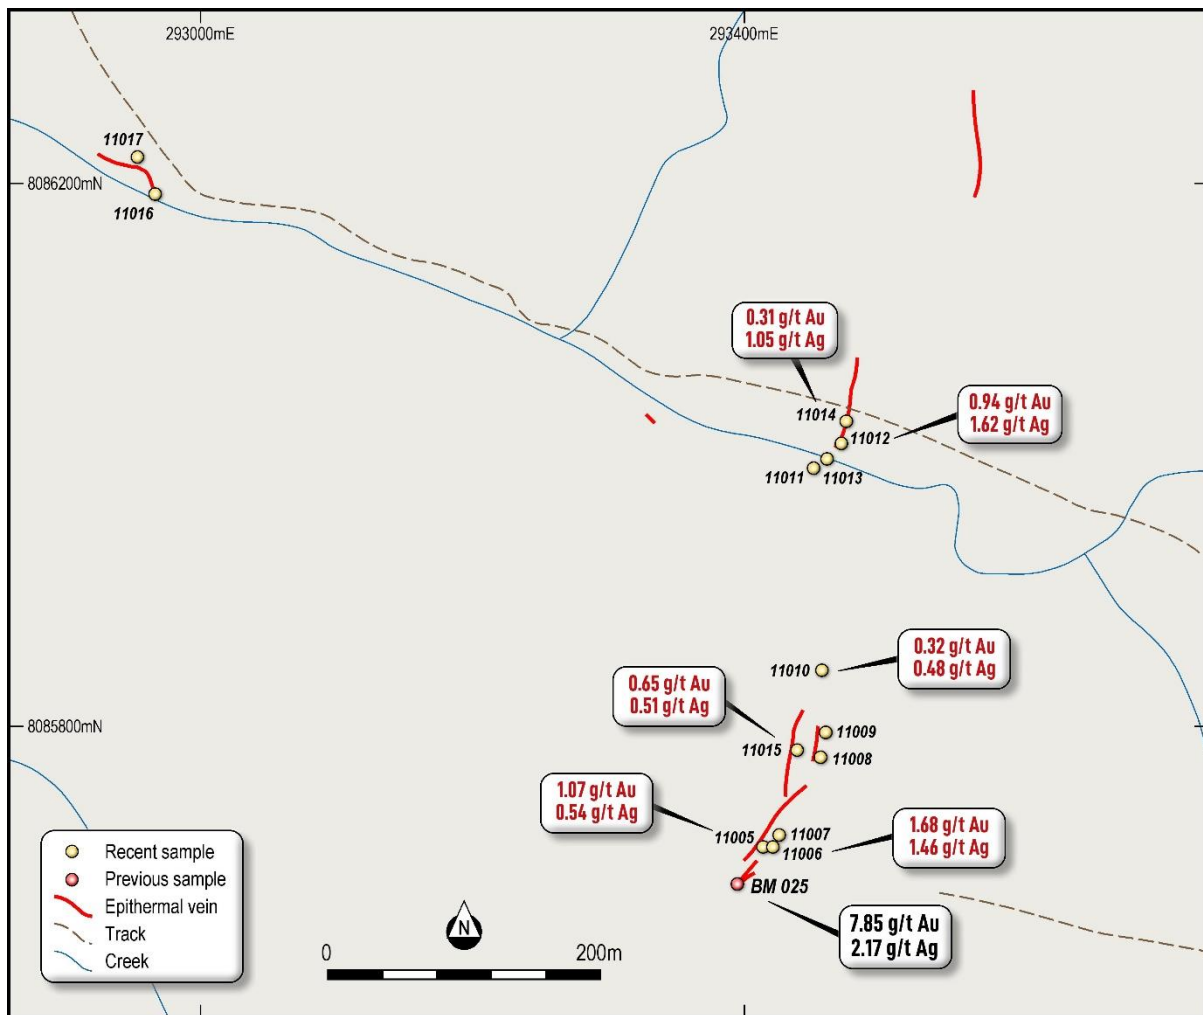 293000mE
293400mE
11017
8086200mN
11016
0.31 g/t Au
1.05 g/t Ag
11014
0.94 g/t Au
1.62 g/t Ag
11012
11011
11013
11010
0.32 g/t Au
0.48 g/t Ag
0.65 g/t Au
0.51 g/t Ag
8085800mN
11009
11015
11008
1.07 g/t Au
0.54 g/t Ag
11005
11007
11006
1.68 g/t Au
1.46 g/t Ag
BM 025
7.85 g/t Au
2.17 g/t Ag
Recent sample
Previous sample
Epithermal vein
Track
Creek
N
0
200m